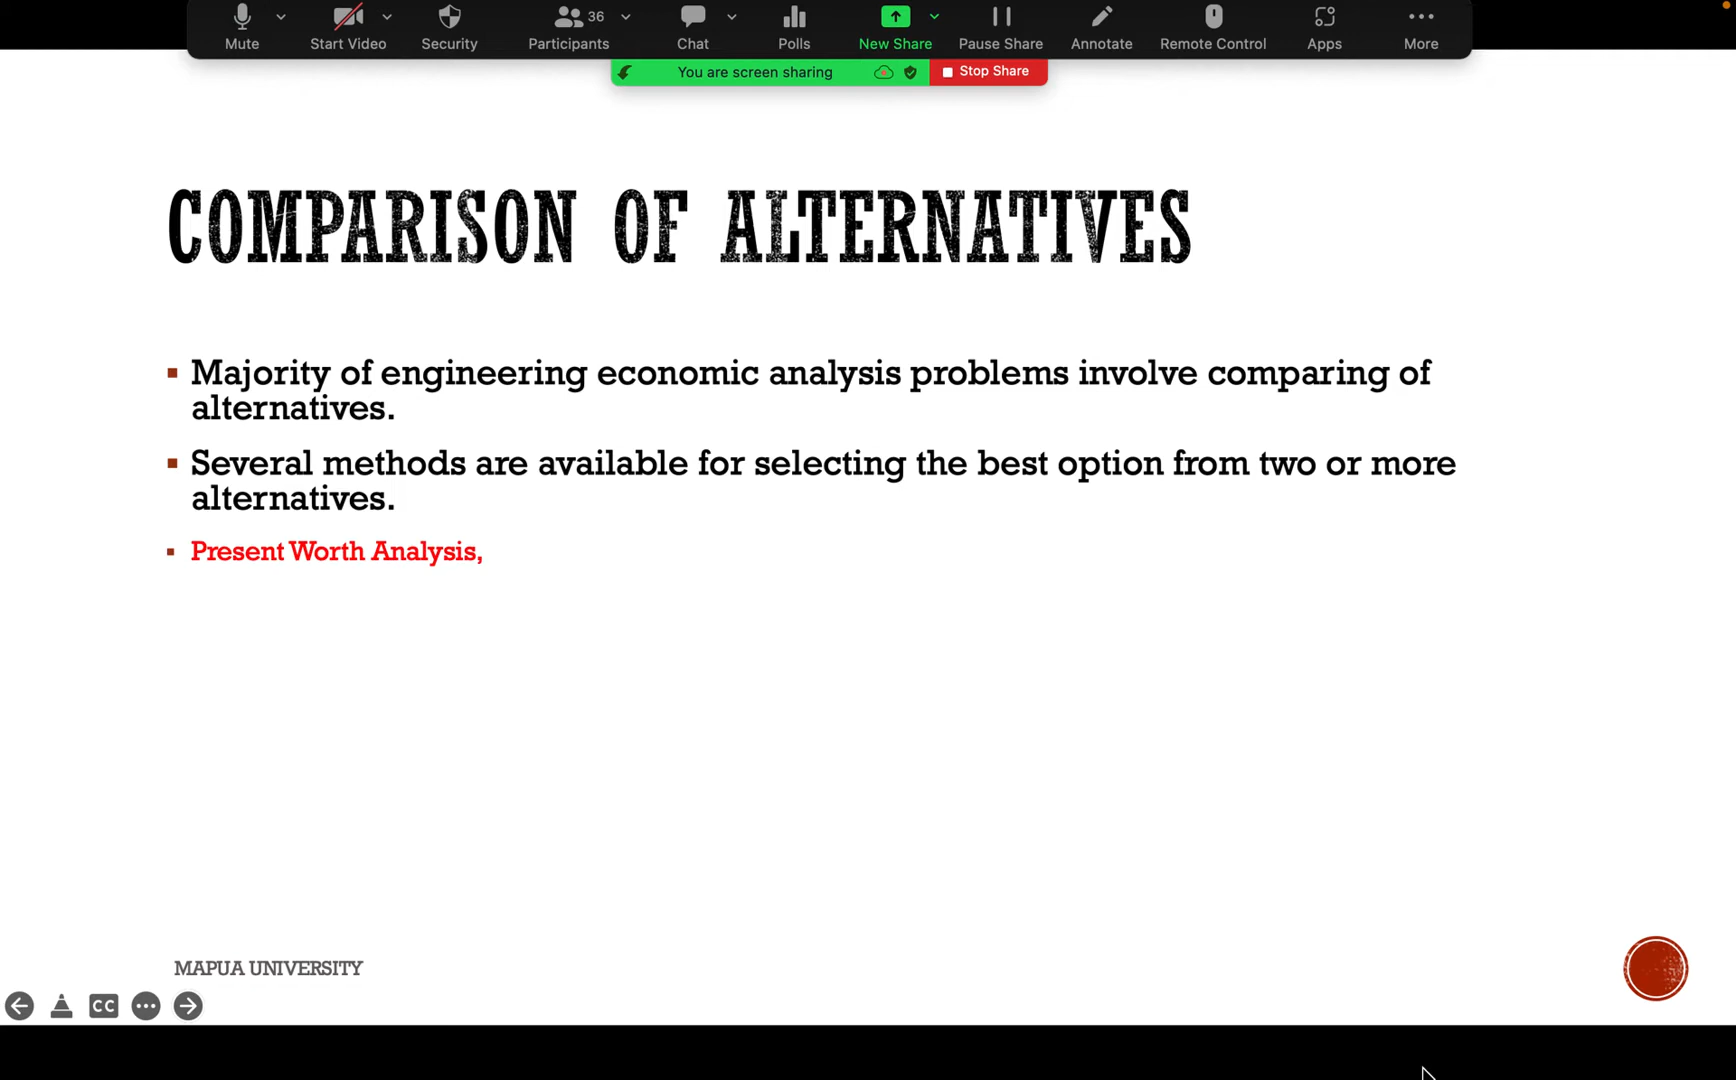 36
Mute
Start Video
Security
Participants
Chat
Polls
New Share
Pause Share
Annotate
Remote Control
Apps
More
You are screen sharing
Stop Share
COMPARISON OF ALTERNATIVES
Majority of engineering economic analysis problems involve comparing of
alternatives.
Several methods are available for selecting the best option from two or more
alternatives.
Present Worth Analysis,
MAPUA UNIVERSITY
CC